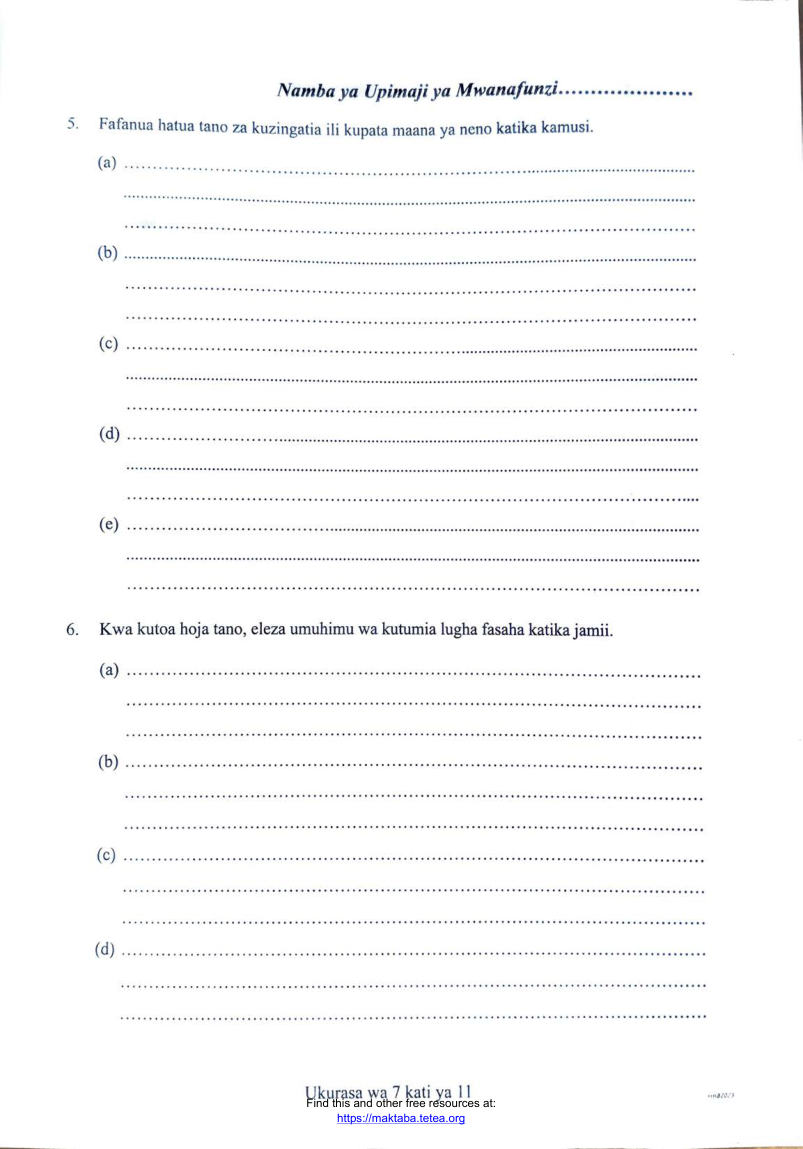 Namba ya Upimaji ya Mwanafunzi.....................
5. Fafanua hatua tano za kuzingatia ili kupata maana ya neno katika kamusi.
(a) ................................................................................
................................................................................
................................................................................
(b) ................................................................................
................................................................................
................................................................................
(c) ................................................................................
................................................................................
................................................................................
(d) ................................................................................
................................................................................
................................................................................
(e) ................................................................................
................................................................................
................................................................................
6. Kwa kutoa hoja tano, eleza umuhimu wa kutumia lugha fasaha katika jamii.
(a) ................................................................................
................................................................................
................................................................................
(b) ................................................................................
................................................................................
................................................................................
(c) ................................................................................
................................................................................
................................................................................
(d) ................................................................................
................................................................................
................................................................................
Ukurasa wa 7 kati ya 11
Find this and other free resources at:
https://maktaba.tetea.org